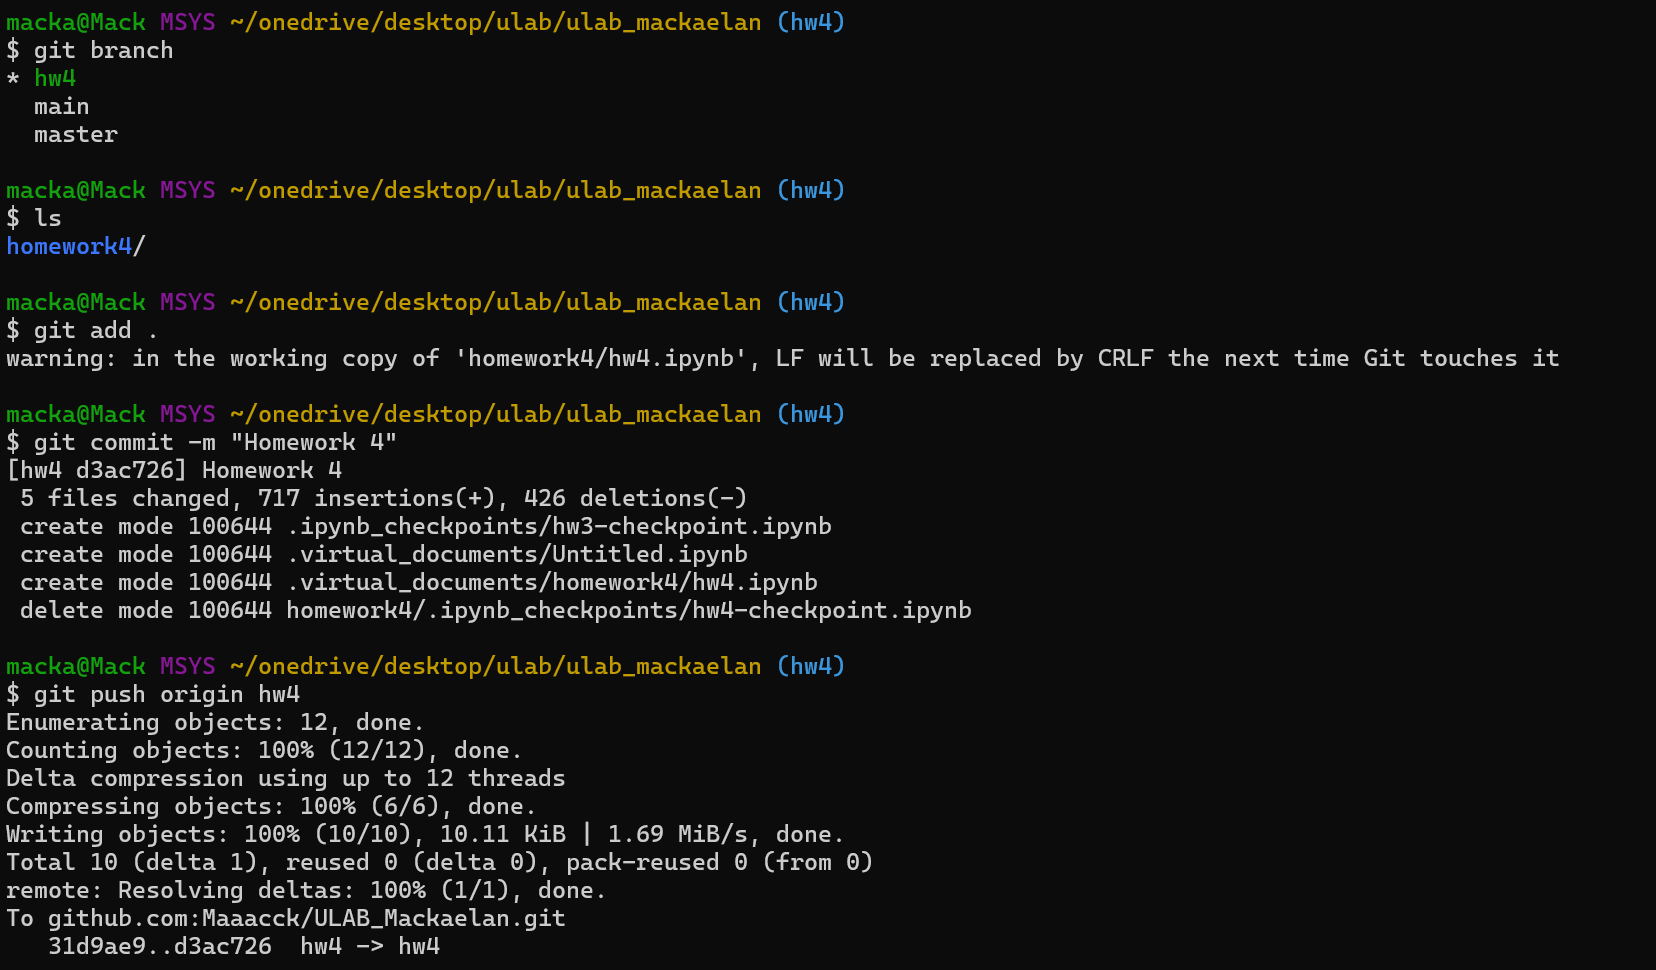 macka@Mack MSYS ~/onedrive/desktop/ulab/ulab_mackaelan (hw4)
$ git branch
* hw4
  main
  master
macka@Mack MSYS ~/onedrive/desktop/ulab/ulab_mackaelan (hw4)
$ ls
homework4/
macka@Mack MSYS ~/onedrive/desktop/ulab/ulab_mackaelan (hw4)
$ git add .
warning: in the working copy of 'homework4/hw4.ipynb', LF will be replaced by CRLF the next time Git touches it
macka@Mack MSYS ~/onedrive/desktop/ulab/ulab_mackaelan (hw4)
$ git commit -m "Homework 4"
[hw4 d3ac726] Homework 4
 5 files changed, 717 insertions(+), 426 deletions(-)
 create mode 100644 .ipynb_checkpoints/hw3-checkpoint.ipynb
 create mode 100644 .virtual_documents/Untitled.ipynb
 create mode 100644 .virtual_documents/homework4/hw4.ipynb
 delete mode 100644 homework4/.ipynb_checkpoints/hw4-checkpoint.ipynb
macka@Mack MSYS ~/onedrive/desktop/ulab/ulab_mackaelan (hw4)
$ git push origin hw4
Enumerating objects: 12, done.
Counting objects: 100% (12/12), done.
Delta compression using up to 12 threads
Compressing objects: 100% (6/6), done.
Writing objects: 100% (10/10), 10.11 KiB | 1.69 MiB/s, done.
Total 10 (delta 1), reused 0 (delta 0), pack-reused 0 (from 0)
remote: Resolving deltas: 100% (1/1), done.
To github.com:Maaacck/ULAB_Mackaelan.git
   31d9ae9..d3ac726  hw4 -> hw4